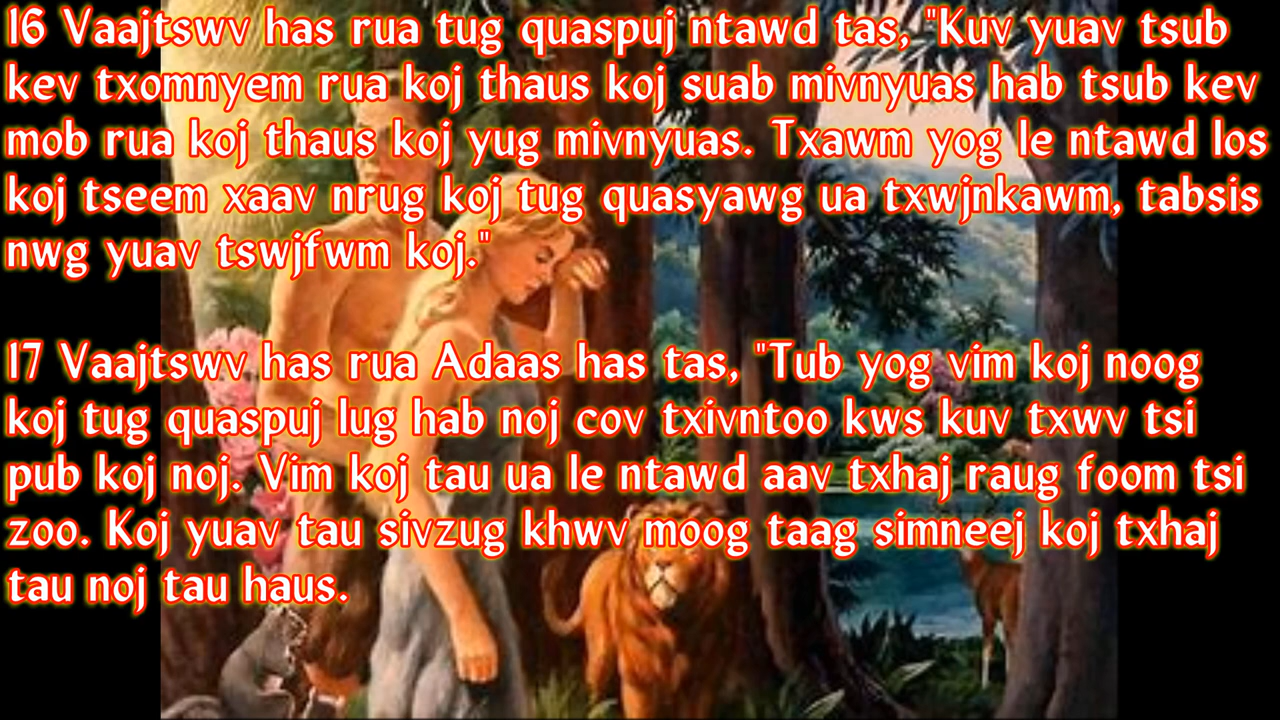 16 Vaajtswv has rua tug quaspuj ntawd tas, "Kuv yuav tsub
kev txomnyem rua koj thaus koj suab mivnyuas hab tsub kev
mob rua koj thaus koj yug mivnyuas. Txawm yog le ntawd los
koj tseem xaav nrug koj tug quasyawg ua txwjnkawm, tabsis
nwg yuav tswjfwm koj."
17 Vaajtswv has rua Adaas has tas, "Tub yog vim koj noog
koj tug quaspuj lug hab noj cov txivntoo kws kuv txwv tsi
pub koj noj. Vim koj tau ua le ntawd aav txhaj raug foom tsi
zoo. Koj yuav tau sivzug khwv moog taag simneej koj txhaj
tau noj tau haus.